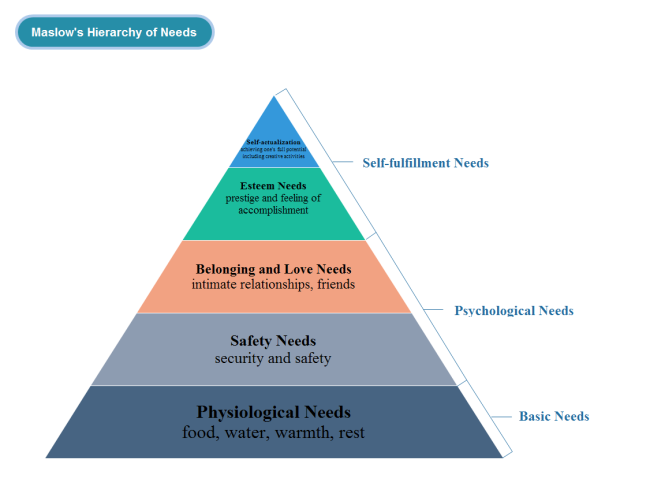 Maslow's Hierarchy of Needs
Self-actualization
achieving one's full potential
including creative activities
Self-fulfillment Needs
Esteem Needs
prestige and feeling of
accomplishment
Belonging and Love Needs
intimate relationships, friends
Psychological Needs
Safety Needs
security and safety
Physiological Needs
food, water, warmth, rest
Basic Needs